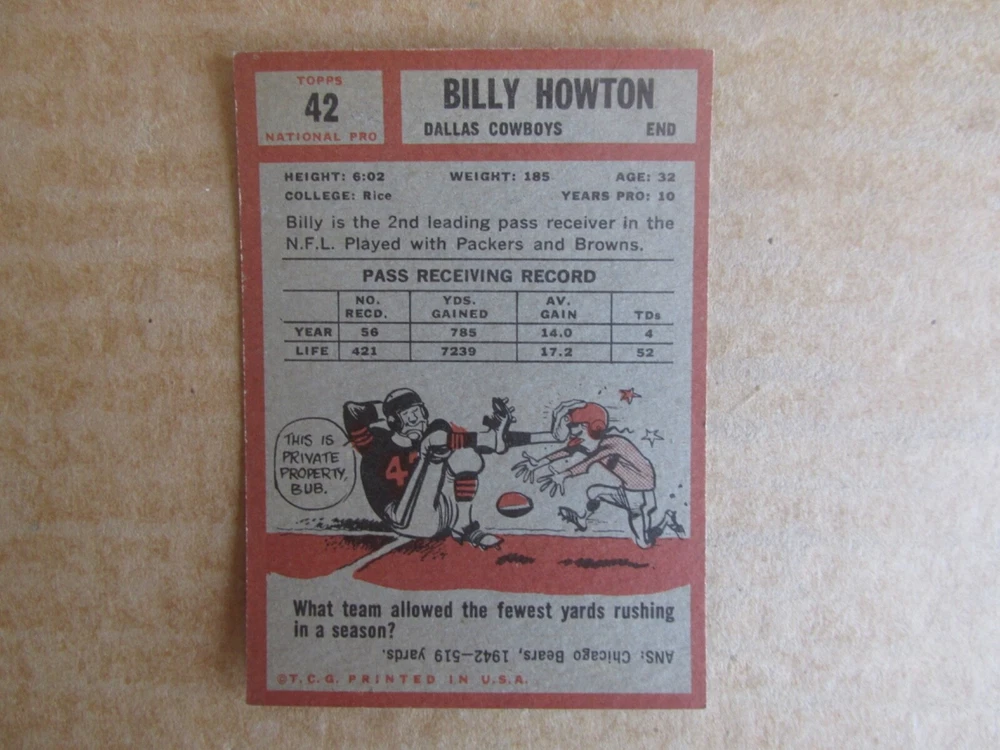 TOPPS
42
NATIONAL PRO
BILLY HOWTON
DALLAS COWBOYS END
HEIGHT: 6:02 WEIGHT: 185 AGE: 32
COLLEGE: Rice YEARS PRO: 10
Billy is the 2nd leading pass receiver in the
N.F.L. Played with Packers and Browns.
PASS RECEIVING RECORD
NO. RECD. YDS. GAINED AV. GAIN TDs
YEAR 56 785 14.0 4
LIFE 421 7239 17.2 52
THIS IS
PRIVATE
PROPERTY,
BUB.
4
What team allowed the fewest yards rushing
in a season?
ANS: Chicago Bears, 1942—519 yards.
©T.C.G. PRINTED IN U.S.A.